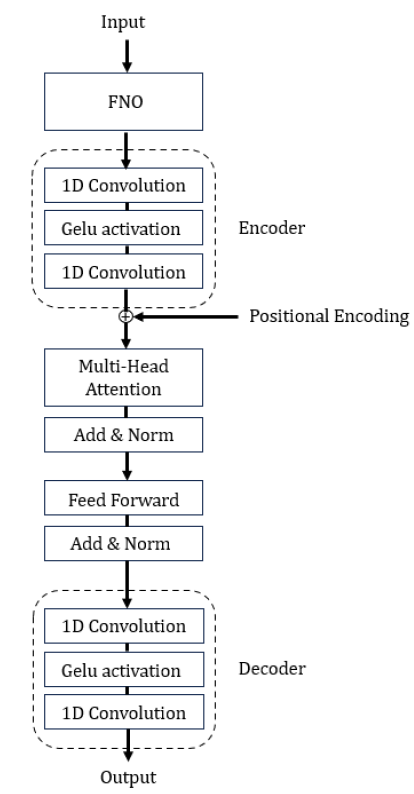 Input
FNO
1D Convolution
Gelu activation
Encoder
1D Convolution
Positional Encoding
Multi-Head
Attention
Add & Norm
Feed Forward
Add & Norm
1D Convolution
Gelu activation
Decoder
1D Convolution
Output